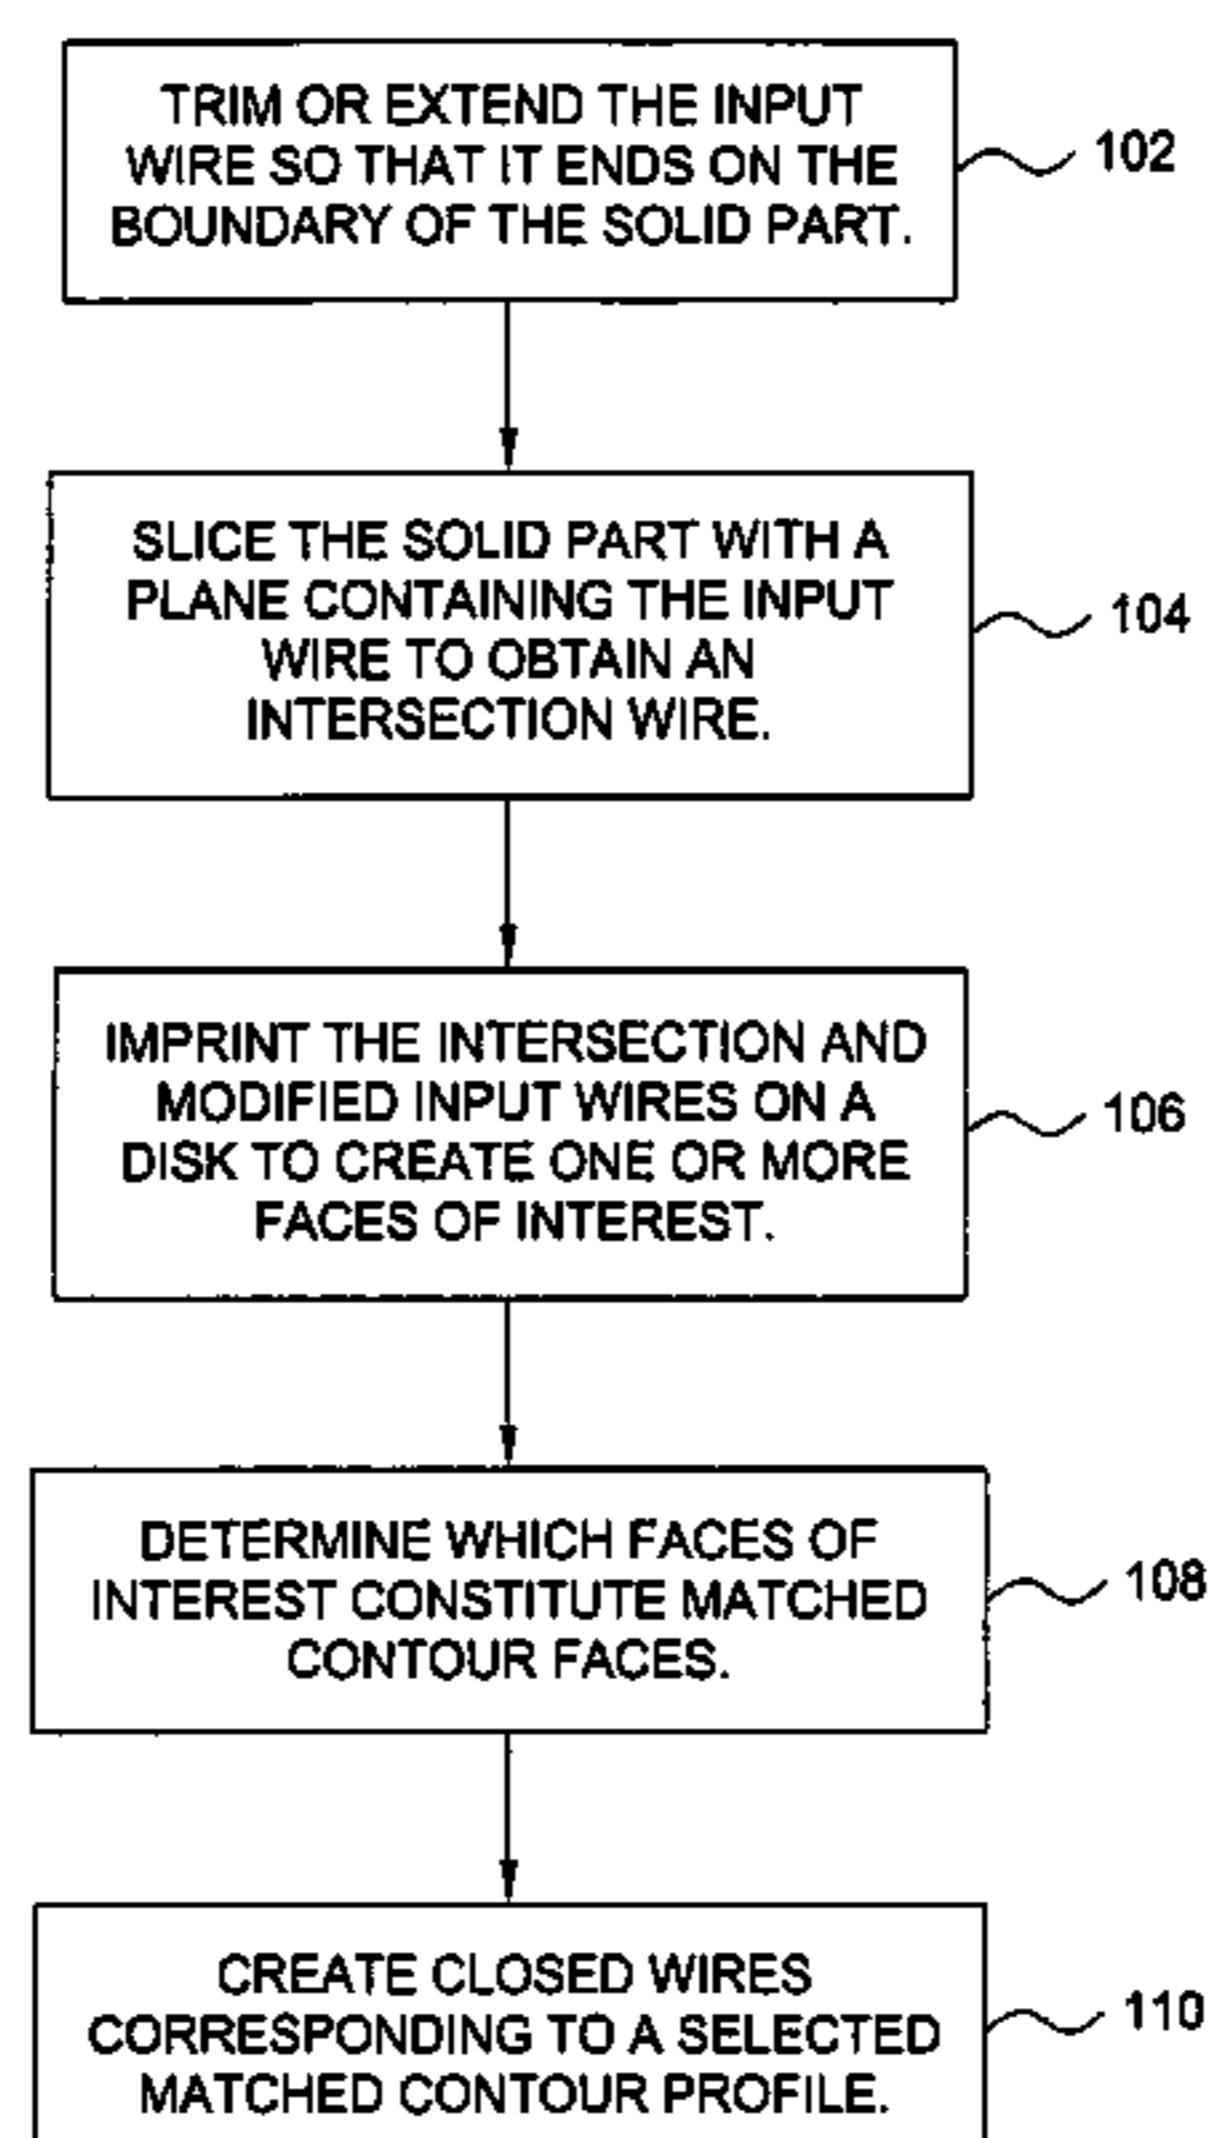 TRIM OR EXTEND THE INPUT
WIRE SO THAT IT ENDS ON THE
BOUNDARY OF THE SOLID PART.
102
SLICE THE SOLID PART WITH A
PLANE CONTAINING THE INPUT
WIRE TO OBTAIN AN
INTERSECTION WIRE.
104
IMPRINT THE INTERSECTION AND
MODIFIED INPUT WIRES ON A
DISK TO CREATE ONE OR MORE
FACES OF INTEREST.
106
DETERMINE WHICH FACES OF
INTEREST CONSTITUTE MATCHED
CONTOUR FACES.
108
CREATE CLOSED WIRES
CORRESPONDING TO A SELECTED
MATCHED CONTOUR PROFILE.
110